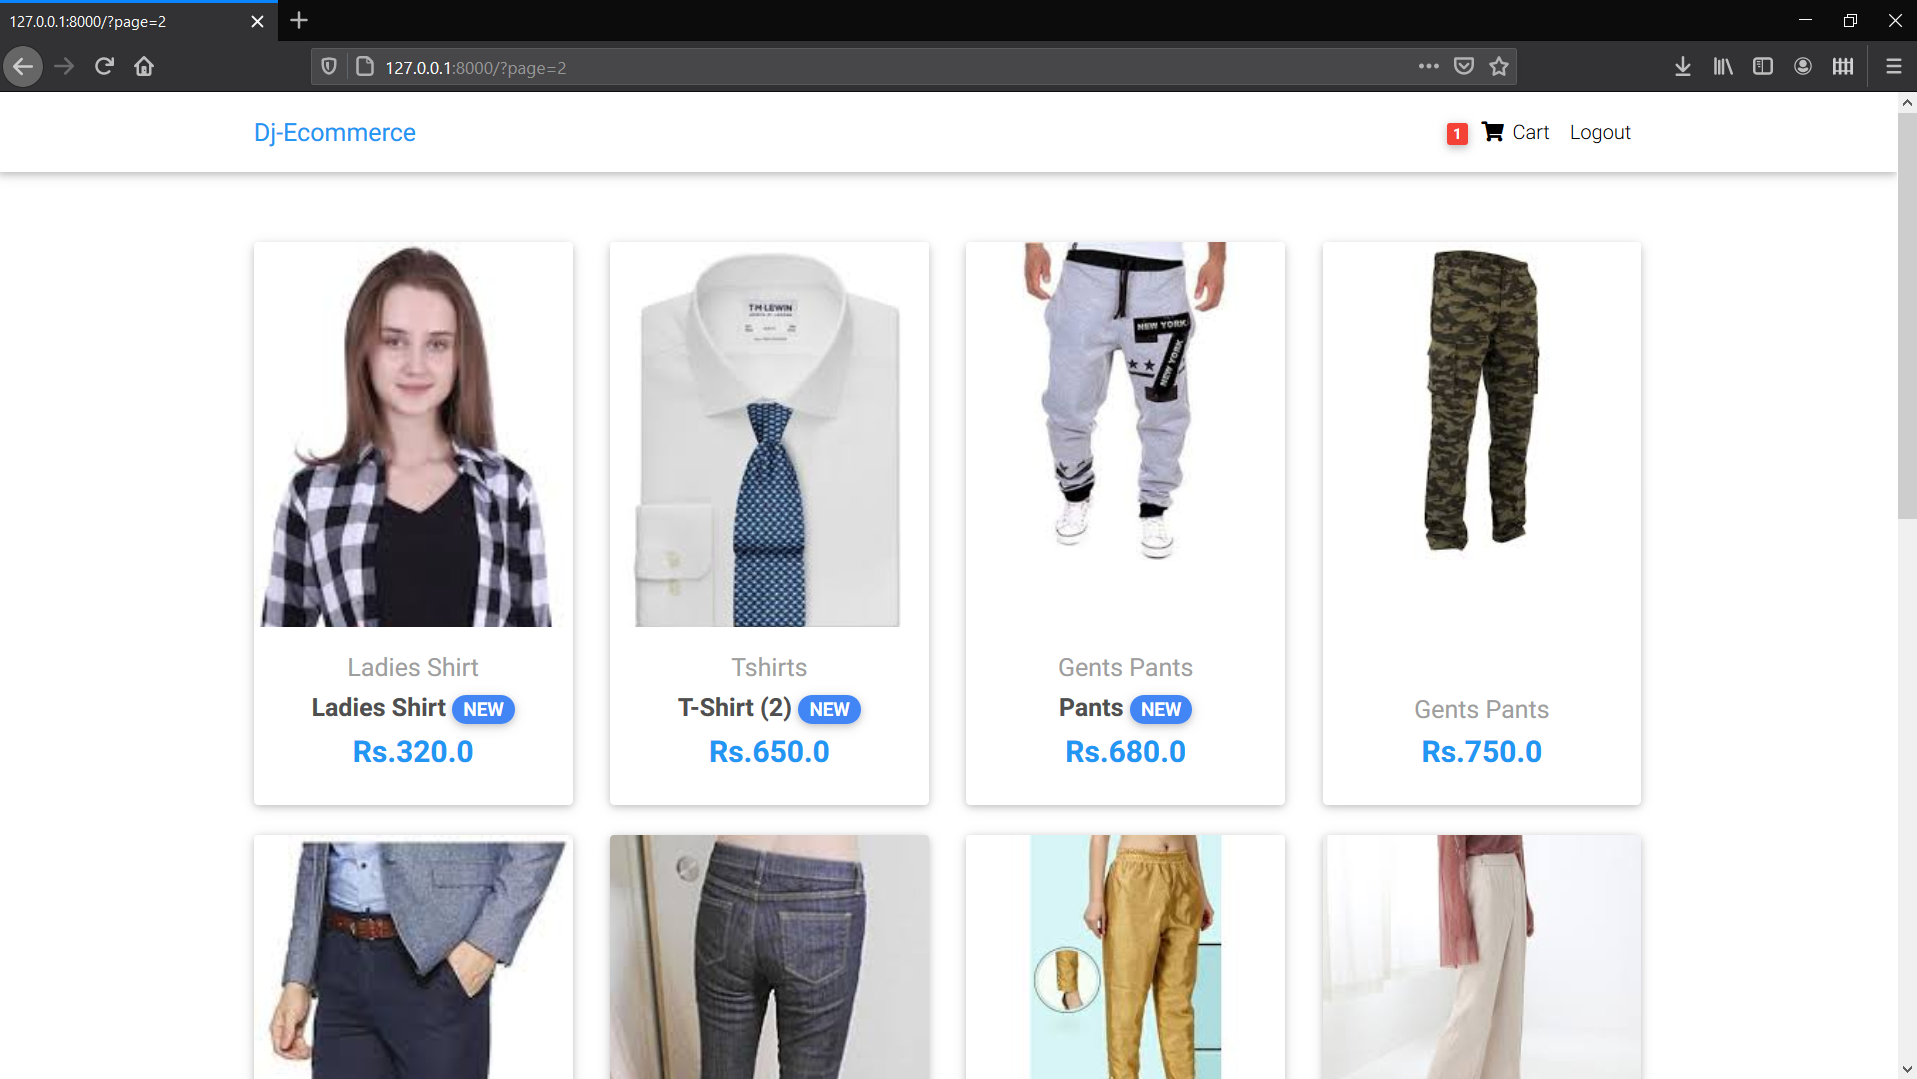 127.0.0.1:8000/?page=2
127.0.0.1:8000/?page=2
Dj-Ecommerce
1 Cart Logout
T·M·LEWIN
NEW YORK
NEW YORK
Ladies Shirt
Ladies Shirt NEW
Rs.320.0
Tshirts
T-Shirt (2) NEW
Rs.650.0
Gents Pants
Pants NEW
Rs.680.0
Gents Pants
Rs.750.0